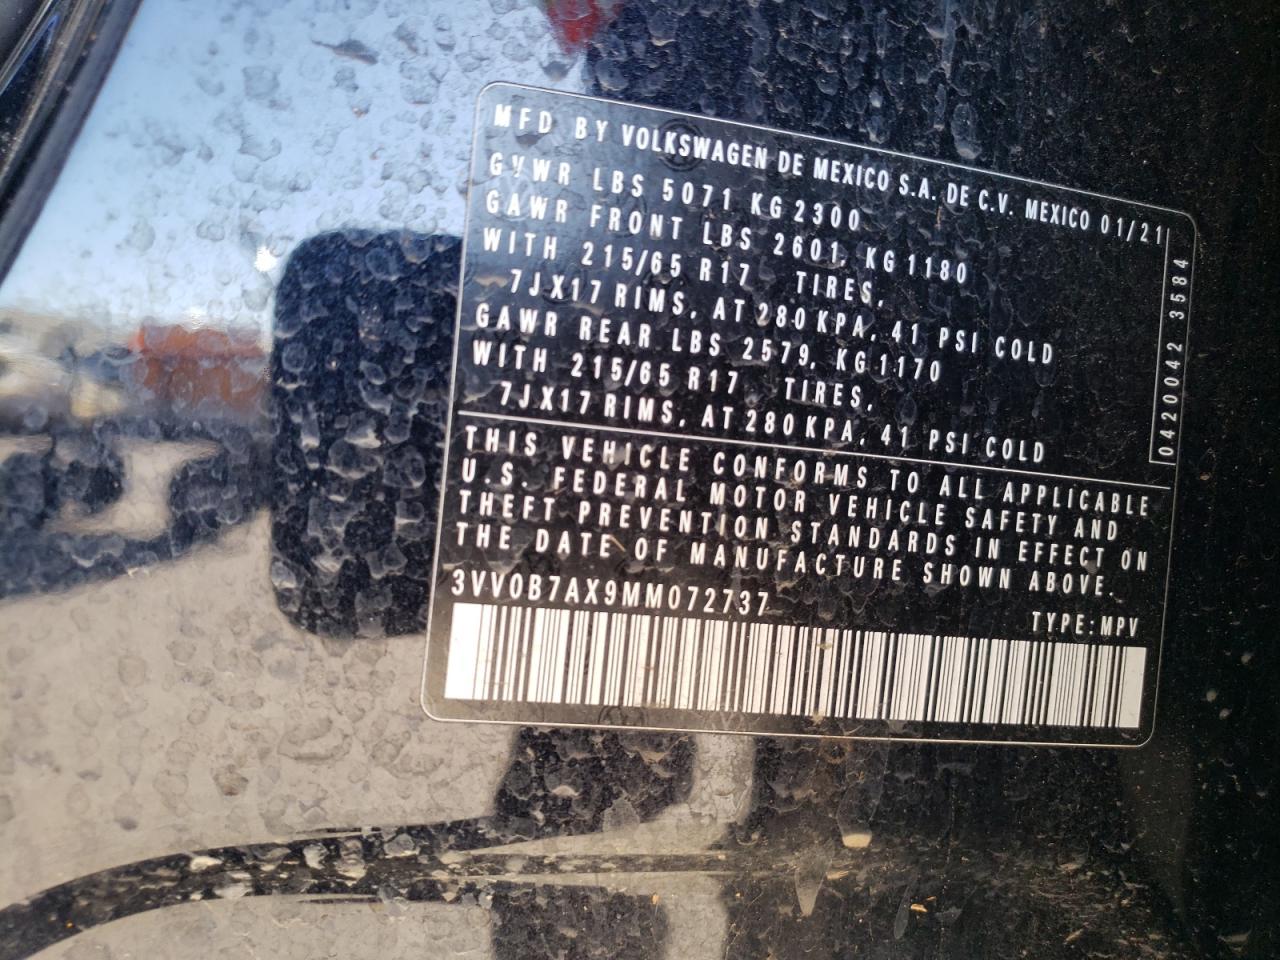 MFD BY VOLKSWAGEN DE MEXICO S.A. DE C.V. MEXICO 01/21
GVWR LBS 5071 KG 2300
GAWR FRONT LBS 2601, KG 1180
WITH 215/65 R17 TIRES,
7JX17 RIMS, AT 280 KPA, 41 PSI COLD
GAWR REAR LBS 2579, KG 1170
WITH 215/65 R17 TIRES,
7JX17 RIMS, AT 280 KPA, 41 PSI COLD
0420042 3584
THIS VEHICLE CONFORMS TO ALL APPLICABLE
U.S. FEDERAL MOTOR VEHICLE SAFETY AND
THEFT PREVENTION STANDARDS IN EFFECT ON
THE DATE OF MANUFACTURE SHOWN ABOVE.
3VV0B7AX9MM072737
TYPE:MPV